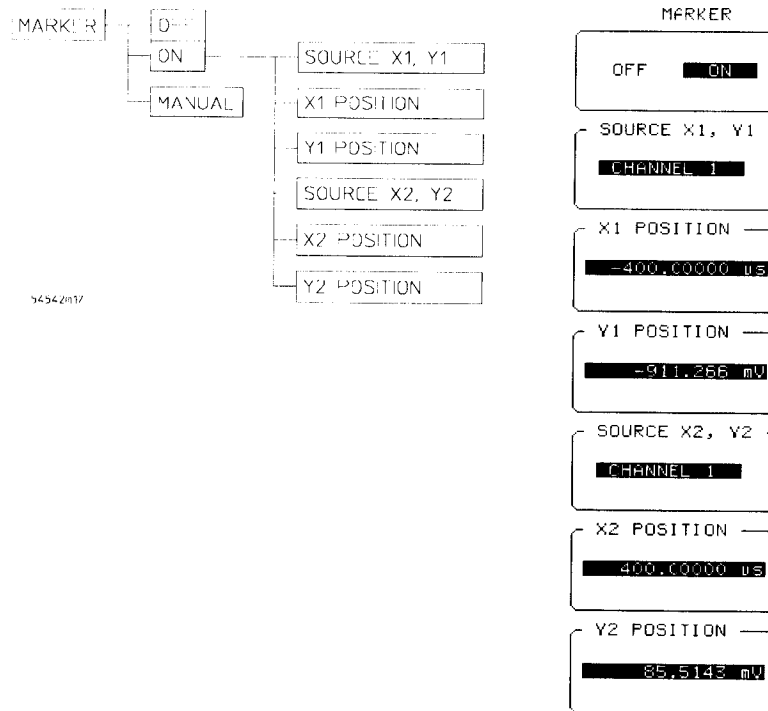 MARKER
OFF
ON
MANUAL
SOURCE X1, Y1
X1 POSITION
Y1 POSITION
SOURCE X2, Y2
X2 POSITION
Y2 POSITION
54542m17
MARKER
OFF ON
SOURCE X1, Y1
CHANNEL 1
X1 POSITION
-400.00000 us
Y1 POSITION
-911.266 mV
SOURCE X2, Y2
CHANNEL 1
X2 POSITION
400.00000 us
Y2 POSITION
85.5143 mV